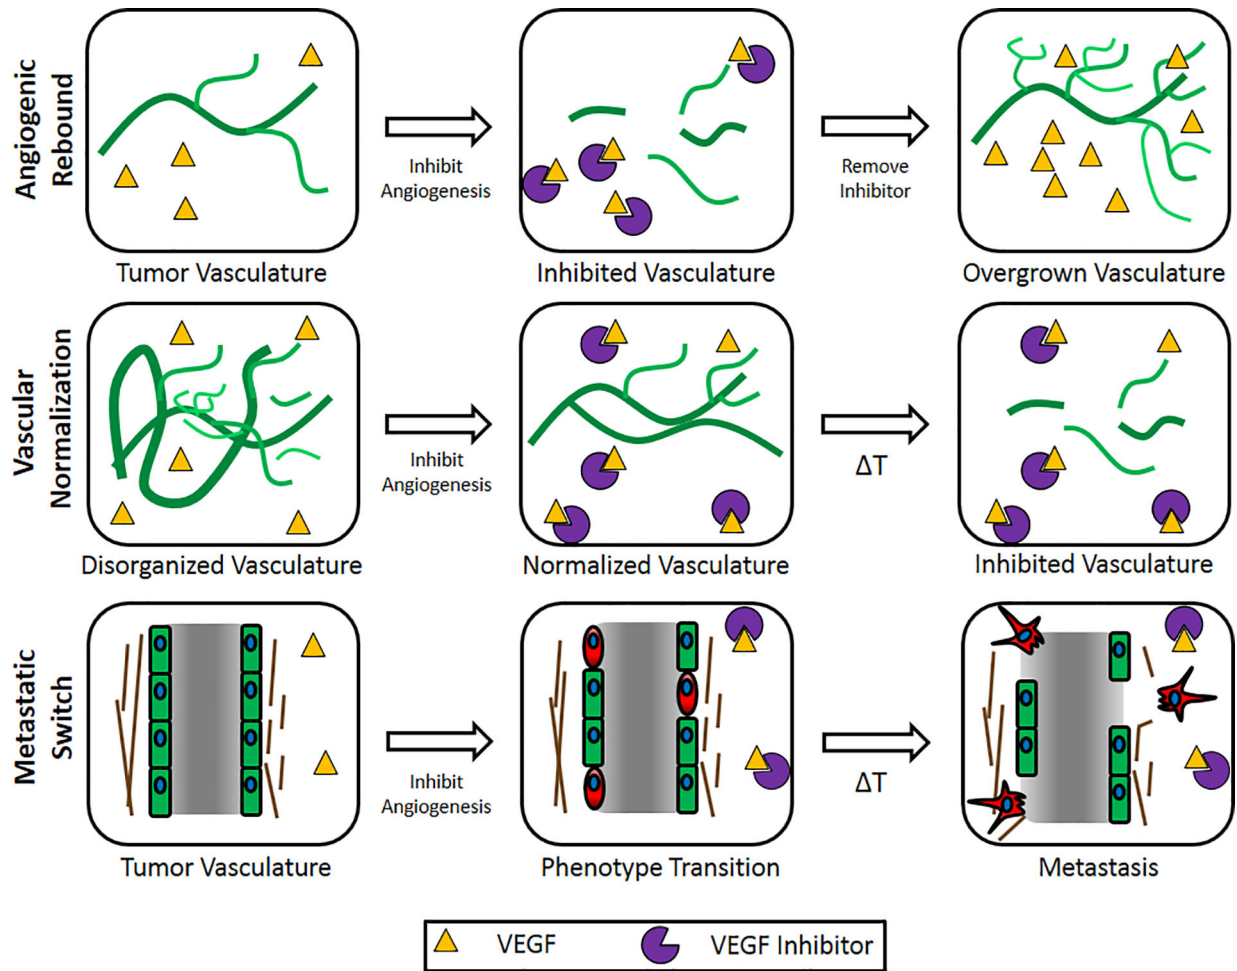 Angiogenic
Rebound
Inhibit
Angiogenesis
Remove
Inhibitor
Tumor Vasculature
Inhibited Vasculature
Overgrown Vasculature
Vascular
Normalization
Inhibit
Angiogenesis
ΔT
Disorganized Vasculature
Normalized Vasculature
Inhibited Vasculature
Metastatic
Switch
Inhibit
Angiogenesis
ΔT
Tumor Vasculature
Phenotype Transition
Metastasis
VEGF
VEGF Inhibitor